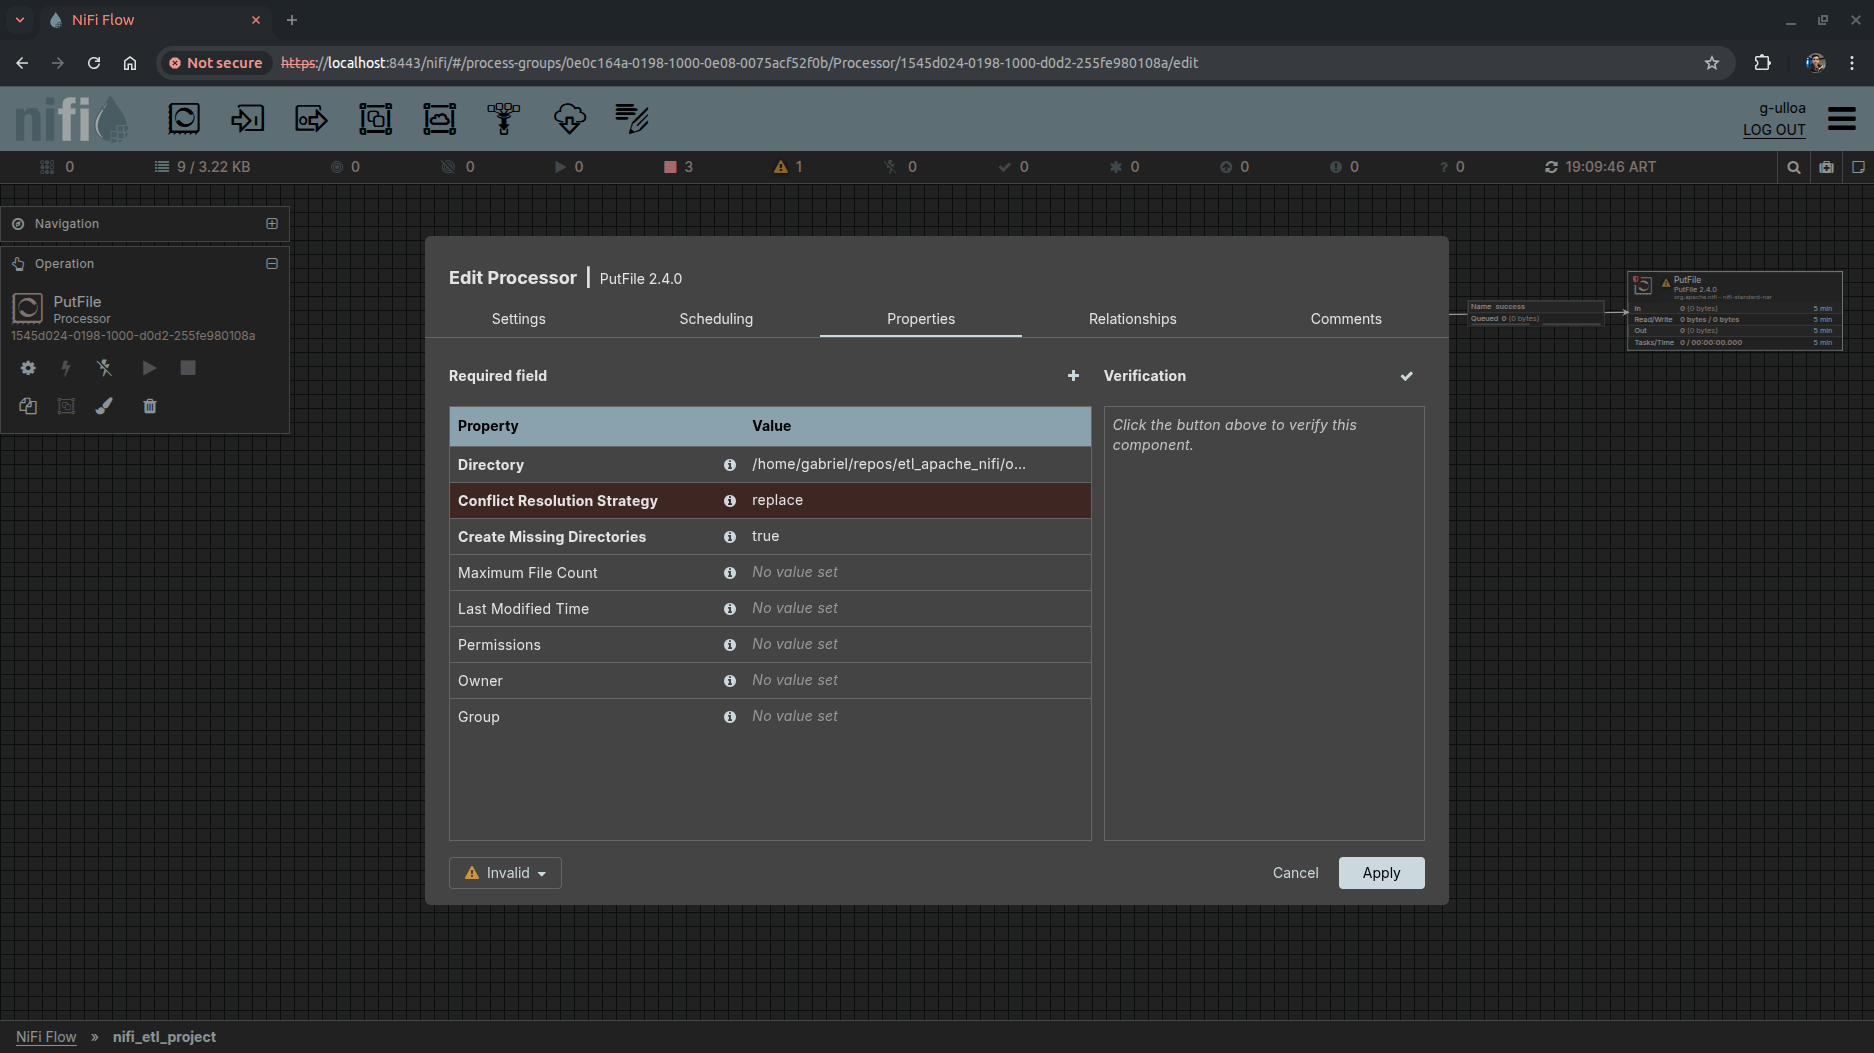 NiFi Flow
Not secure https://localhost:8443/nifi/#/process-groups/0e0c164a-0198-1000-0e08-0075acf52f0b/Processor/1545d024-0198-1000-d0d2-255fe980108a/edit
nifi
g-ulloa
LOG OUT
0 9 / 3.22 KB 0 0 0 3 1 0 0 0 0 0 ? 0 19:09:46 ART
Navigation
Operation
PutFile
Processor
1545d024-0198-1000-d0d2-255fe980108a
Edit Processor | PutFile 2.4.0
Settings Scheduling Properties Relationships Comments
Required field
Verification
Property Value
Directory /home/gabriel/repos/etl_apache_nifi/o...
Conflict Resolution Strategy replace
Create Missing Directories true
Maximum File Count No value set
Last Modified Time No value set
Permissions No value set
Owner No value set
Group No value set
Click the button above to verify this
component.
Invalid
Cancel Apply
Name success
Queued 0 (0 bytes)
PutFile
PutFile 2.4.0
org.apache.nifi - nifi-standard-nar
In 0 (0 bytes) 5 min
Read/Write 0 bytes / 0 bytes 5 min
Out 0 (0 bytes) 5 min
Tasks/Time 0 / 00:00:00.000 5 min
NiFi Flow » nifi_etl_project